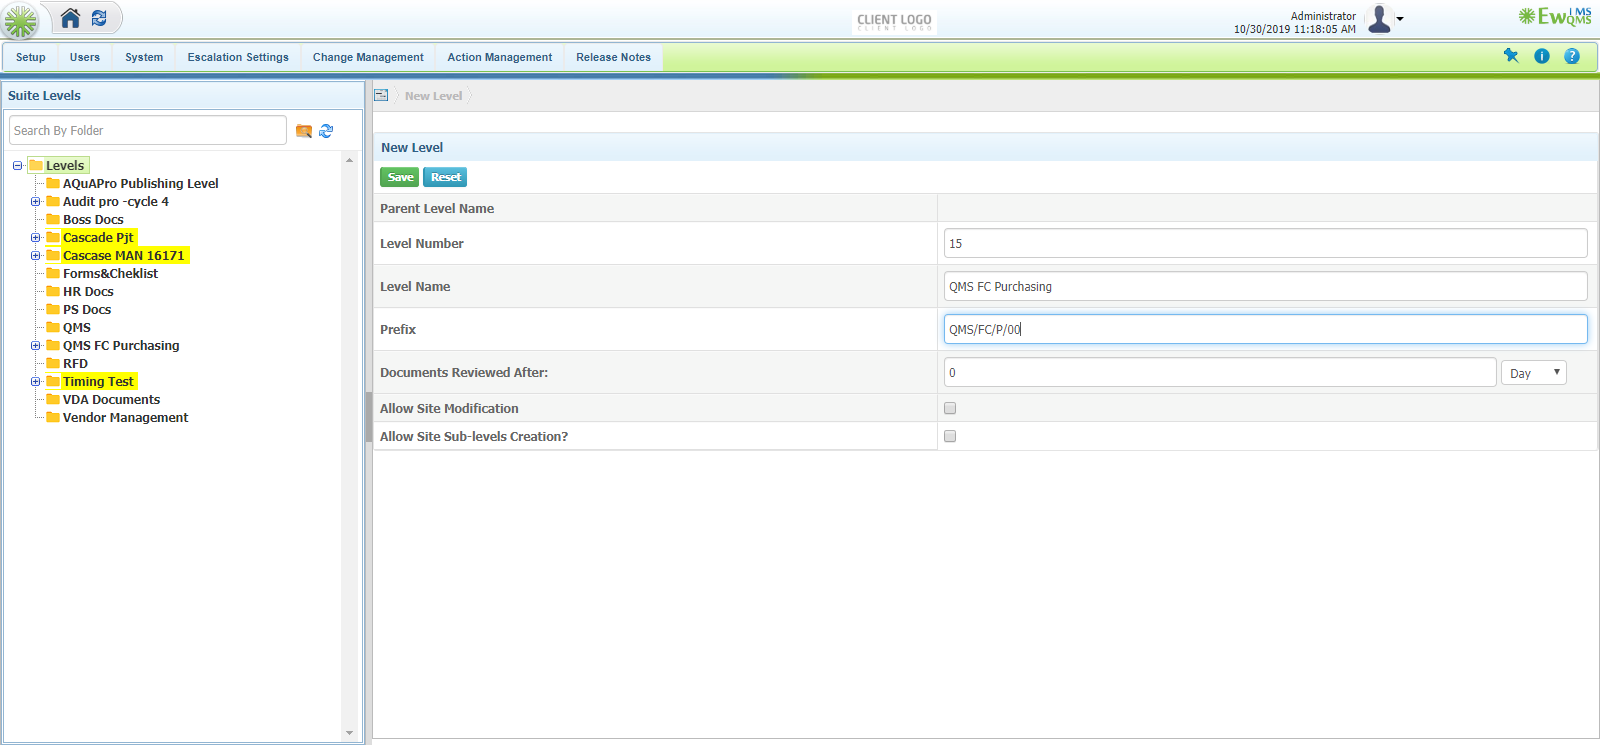 CLIENT LOGO
CLIENT LOGO
Administrator
10/30/2019 11:18:05 AM
EwQMS
IMS
Setup Users System Escalation Settings Change Management Action Management Release Notes
Suite Levels
Search By Folder
Levels
AQuAPro Publishing Level
Audit pro -cycle 4
Boss Docs
Cascade Pjt
Cascase MAN 16171
Forms&Cheklist
HR Docs
PS Docs
QMS
QMS FC Purchasing
RFD
Timing Test
VDA Documents
Vendor Management
New Level
New Level
Save Reset
Parent Level Name
Level Number 15
Level Name QMS FC Purchasing
Prefix QMS/FC/P/00
Documents Reviewed After: 0 Day
Allow Site Modification
Allow Site Sub-levels Creation?